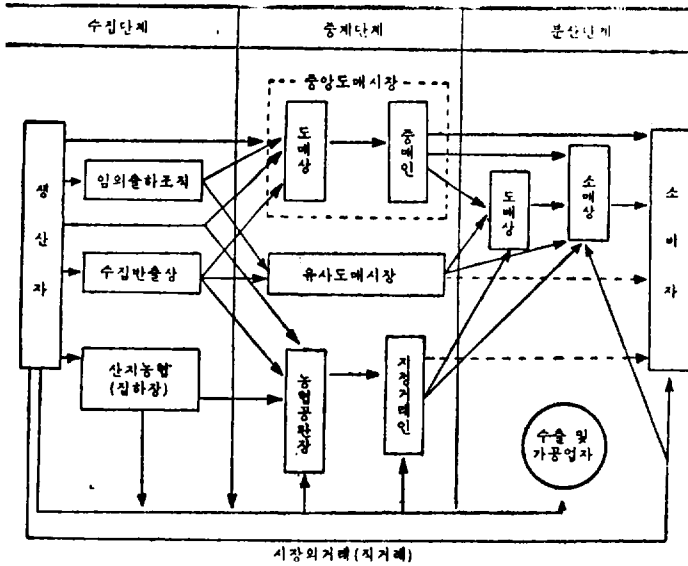 수집단계
중계단계
분산단계
중앙도매시장
생산자
임의출하조직
수집반출상
산지농협
(집하장)
도매상
중매인
유사도매시장
농협공판장
지정거래인
도매상
소매상
소비자
수출 및
가공업자
시장외거래(직거래)